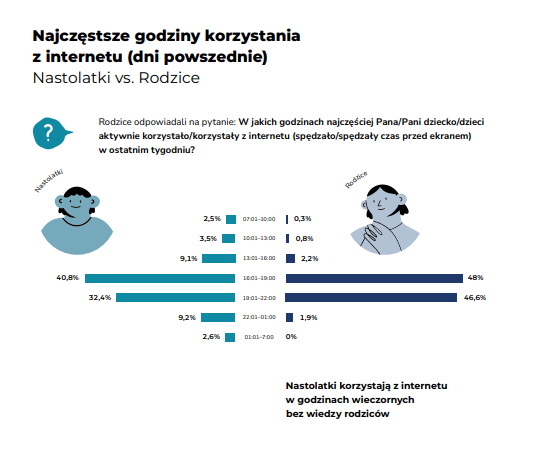 Najczęstsze godziny korzystania
z internetu (dni powszednie)
Nastolatki vs. Rodzice
?
Rodzice odpowiadali na pytanie: W jakich godzinach najczęściej Pana/Pani dziecko/dzieci
aktywnie korzystało/korzystały z internetu (spędzało/spędzały czas przed ekranem)
w ostatnim tygodniu?
Nastolatki
Rodzice
2,5% 07:01–10:00 0,3%
3,5% 10:01–13:00 0,8%
9,1% 13:01–16:00 2,2%
40,8% 16:01–19:00 48%
32,4% 19:01–22:00 46,6%
9,2% 22:01–01:00 1,9%
2,6% 01:01–7:00 0%
Nastolatki korzystają z internetu
w godzinach wieczornych
bez wiedzy rodziców